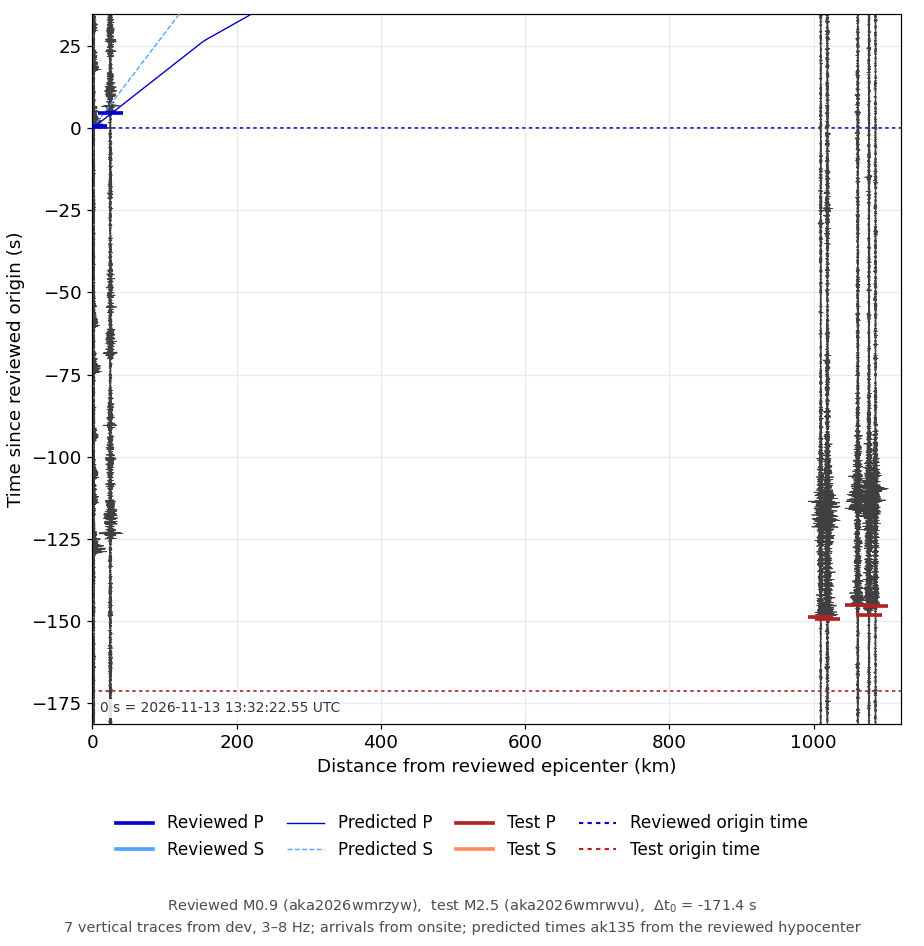 25
0
−25
−50
−75
−100
−125
−150
−175
Time since reviewed origin (s)
0 s = 2026-11-13 13:32:22.55 UTC
0 200 400 600 800 1000
Distance from reviewed epicenter (km)
Reviewed P Predicted P Test P Reviewed origin time
Reviewed S Predicted S Test S Test origin time
Reviewed M0.9 (aka2026wmrzyw), test M2.5 (aka2026wmrwvu), Δt₀ = -171.4 s
7 vertical traces from dev, 3–8 Hz; arrivals from onsite; predicted times ak135 from the reviewed hypocenter